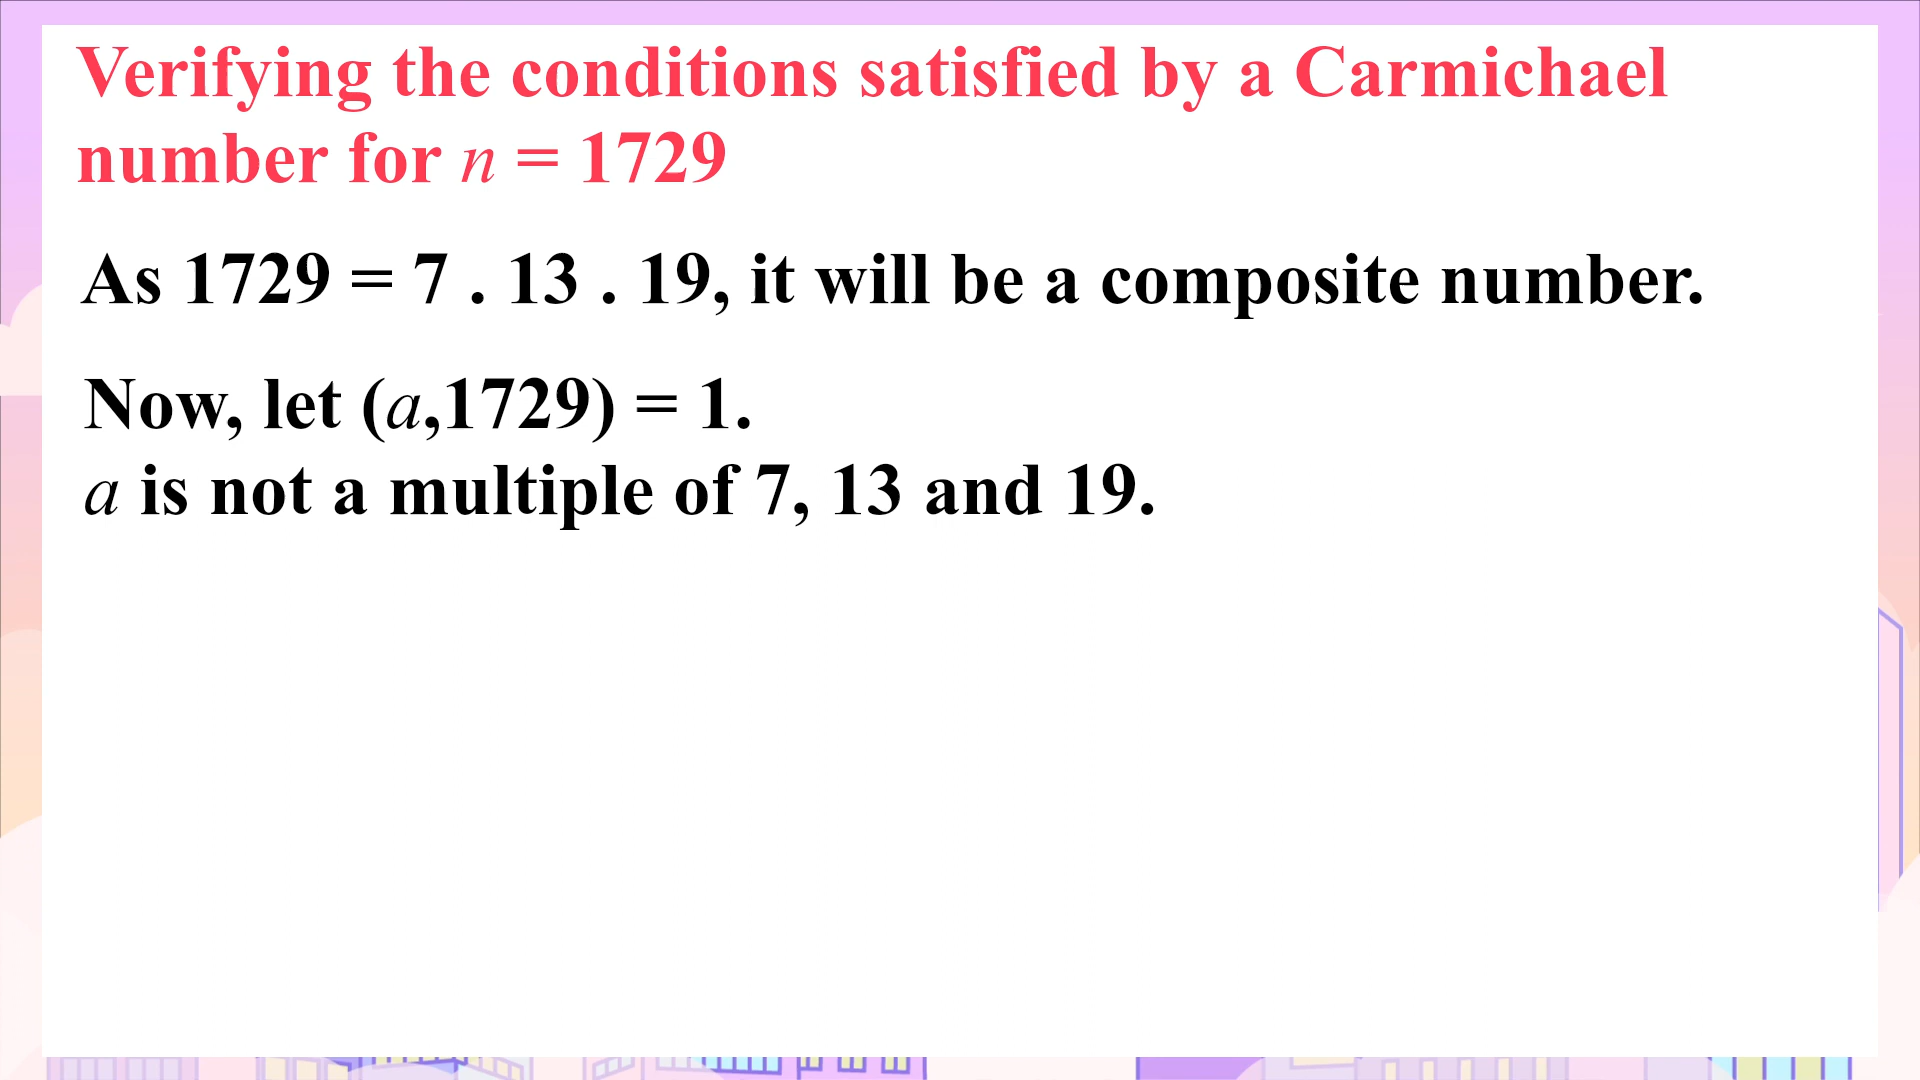 Verifying the conditions satisfied by a Carmichael
number for n = 1729
As 1729 = 7 . 13 . 19, it will be a composite number.
Now, let (a,1729) = 1.
a is not a multiple of 7, 13 and 19.